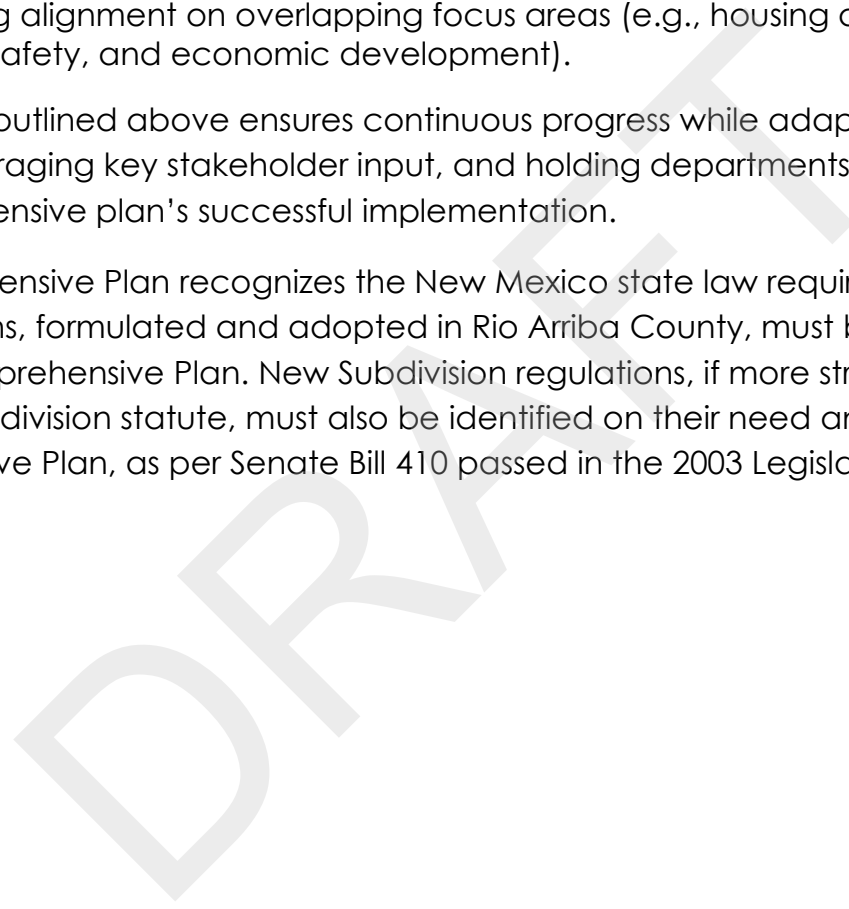 g alignment on overlapping focus areas (e.g., housing
afety, and economic development).
outlined above ensures continuous progress while adap
raging key stakeholder input, and holding departments
ensive plan’s successful implementation.
ensive Plan recognizes the New Mexico state law requi
ns, formulated and adopted in Rio Arriba County, must b
prehensive Plan. New Subdivision regulations, if more str
division statute, must also be identified on their need a
ve Plan, as per Senate Bill 410 passed in the 2003 Legisla
DRAFT